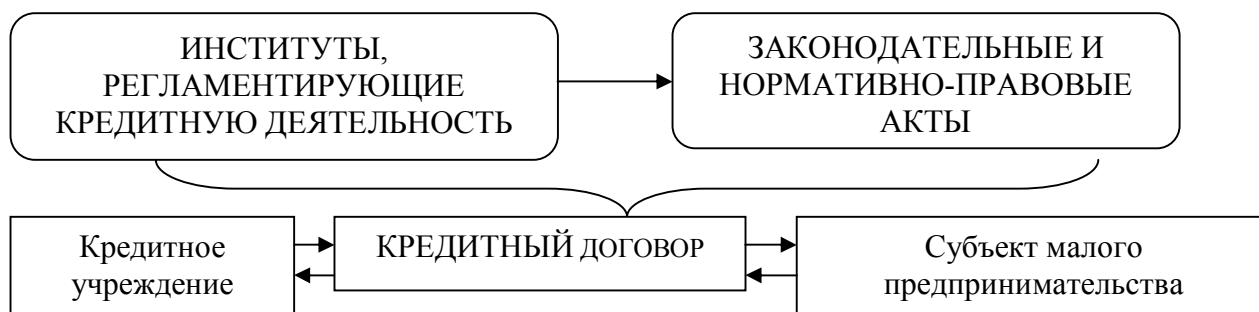 ИНСТИТУТЫ,
РЕГЛАМЕНТИРУЮЩИЕ
КРЕДИТНУЮ ДЕЯТЕЛЬНОСТЬ
ЗАКОНОДАТЕЛЬНЫЕ И
НОРМАТИВНО-ПРАВОВЫЕ
АКТЫ
Кредитное
учреждение
КРЕДИТНЫЙ ДОГОВОР
Субъект малого
предпринимательства